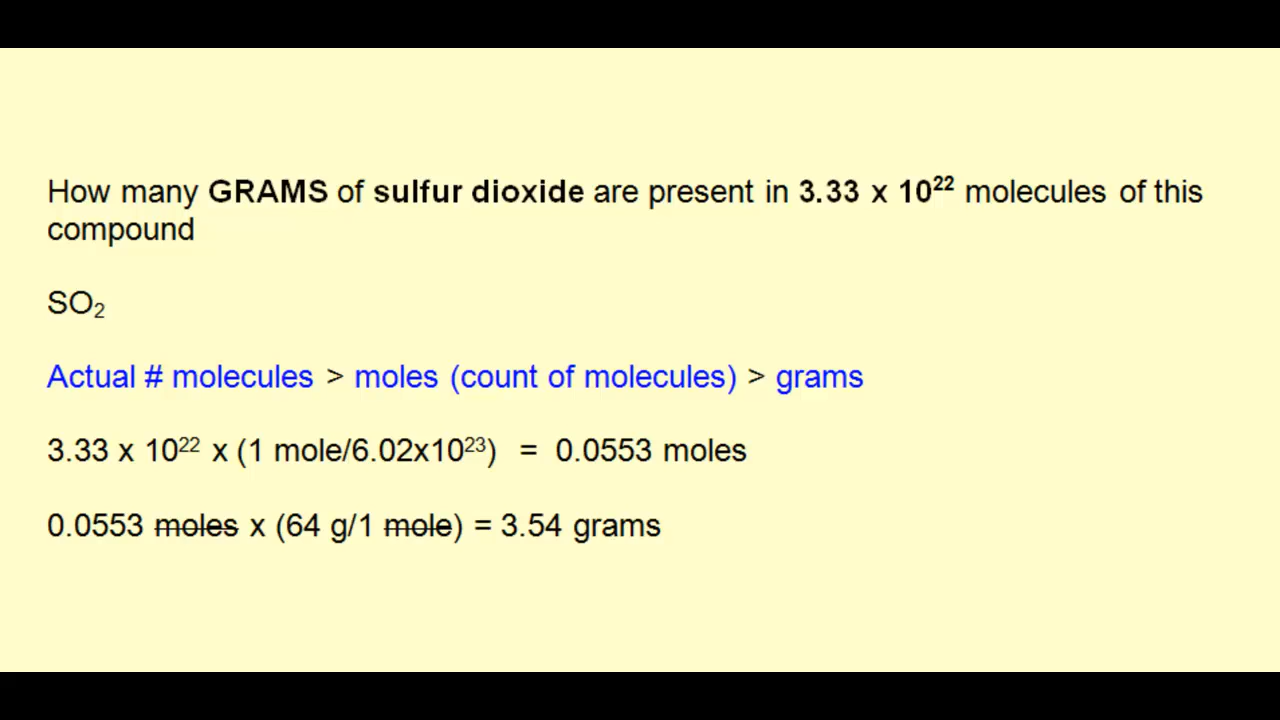 How many GRAMS of sulfur dioxide are present in 3.33 x 10²² molecules of this
compound
SO₂
Actual # molecules > moles (count of molecules) > grams
3.33 x 10²² x (1 mole/6.02x10²³) = 0.0553 moles
0.0553 moles x (64 g/1 mole) = 3.54 grams